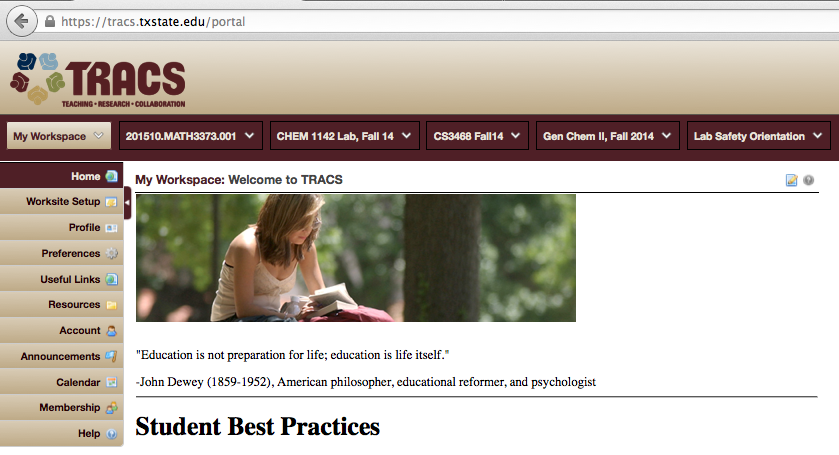 https://tracs.txstate.edu/portal
TRACS
TEACHING • RESEARCH • COLLABORATION
My Workspace
201510.MATH3373.001
CHEM 1142 Lab, Fall 14
CS3468 Fall14
Gen Chem II, Fall 2014
Lab Safety Orientation
Home
Worksite Setup
Profile
Preferences
Useful Links
Resources
Account
Announcements
Calendar
Membership
Help
My Workspace: Welcome to TRACS
"Education is not preparation for life; education is life itself."
-John Dewey (1859-1952), American philosopher, educational reformer, and psychologist
Student Best Practices